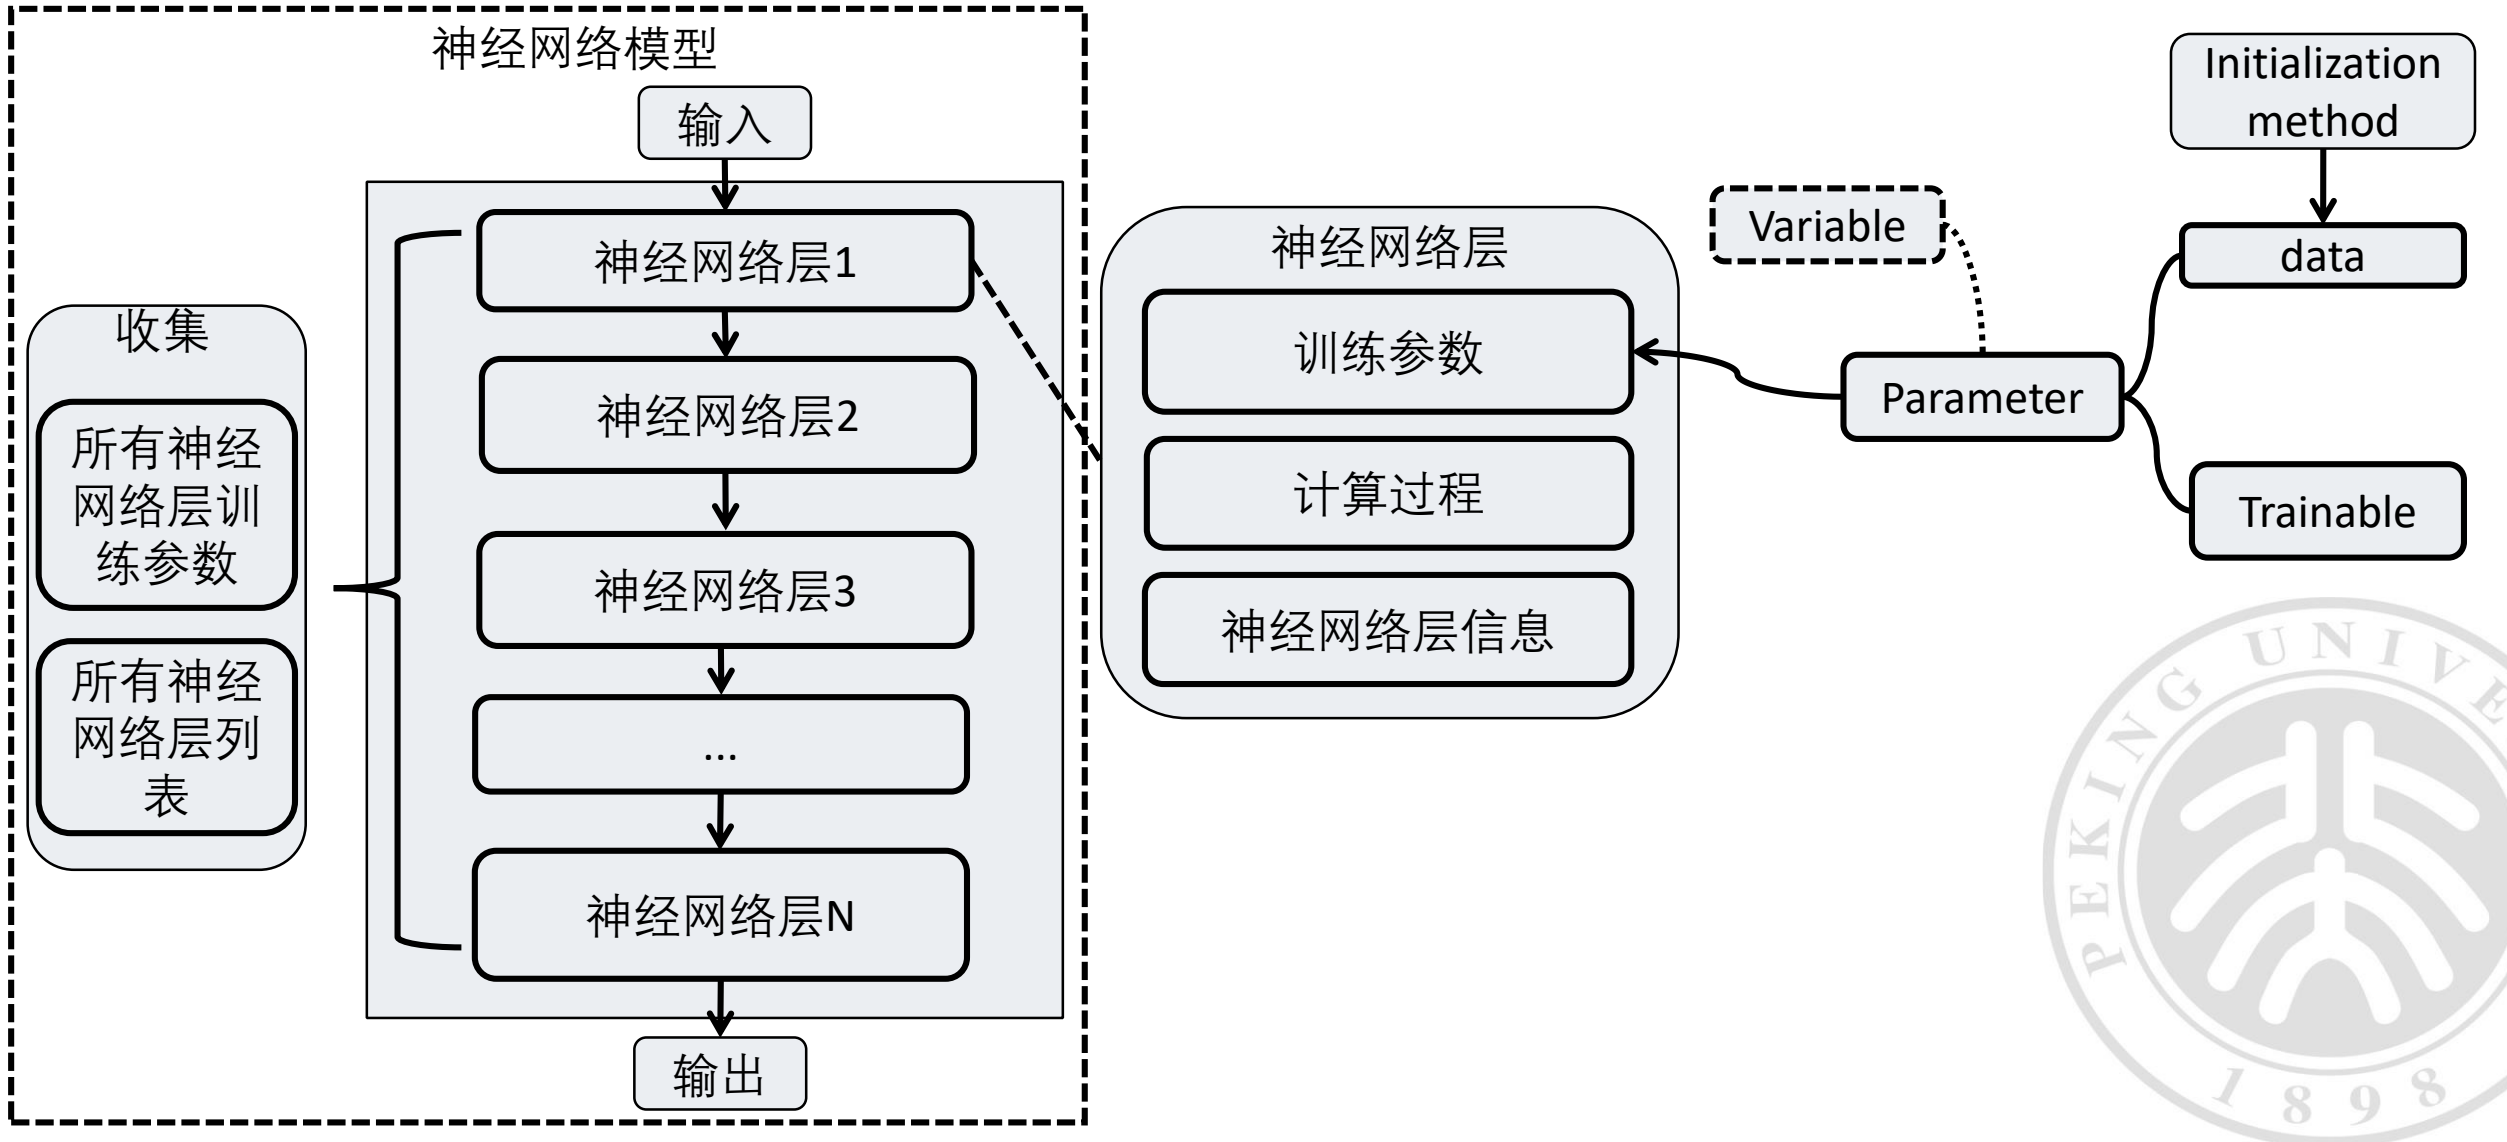 神经网络模型
输入
神经网络层1
神经网络层2
神经网络层3
...
神经网络层N
输出
收集
所有神经
网络层训
练参数
所有神经
网络层列
表
神经网络层
训练参数
计算过程
神经网络层信息
Variable
Parameter
Initialization
method
data
Trainable
PEKING UNIVE
1898